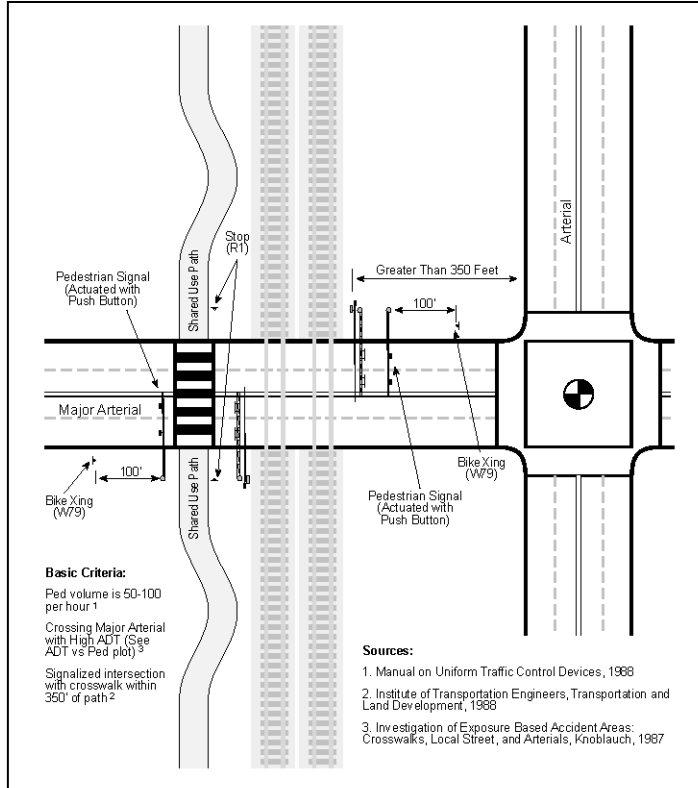 Shared Use Path
Stop
(R1)
Arterial
Pedestrian Signal
(Actuated with
Push Button)
Greater Than 350 Feet
100'
Major Arterial
Bike Xing
(W79)
100'
Bike Xing
(W79)
Shared Use Path
Pedestrian Signal
(Actuated with
Push Button)
Basic Criteria:
Ped volume is 50-100
per hour 1
Crossing Major Arterial
with High ADT (See
ADT vs Ped plot) 3
Signalized intersection
with crosswalk within
350' of path 2
Sources:
1. Manual on Uniform Traffic Control Devices, 1988
2. Institute of Transportation Engineers, Transportation and
Land Development, 1988
3. Investigation of Exposure Based Accident Areas:
Crosswalks, Local Street, and Arterials, Knoblauch, 1987